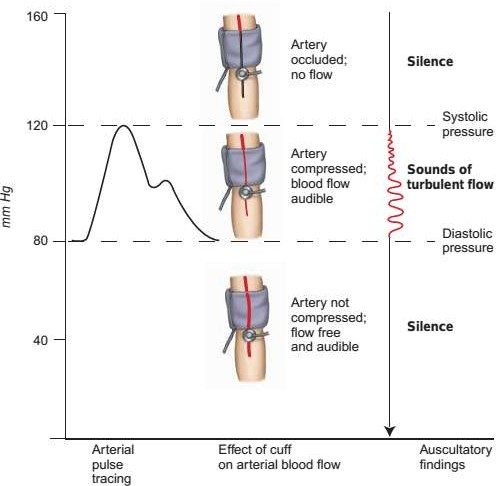 160
Artery
occluded;
no flow
Silence
Systolic
pressure
120
Artery
compressed;
blood flow
audible
Sounds of
turbulent flow
mm Hg
Diastolic
pressure
80
Artery not
compressed;
flow free
and audible
Silence
40
Arterial
pulse
tracing
Effect of cuff
on arterial blood flow
Auscultatory
findings